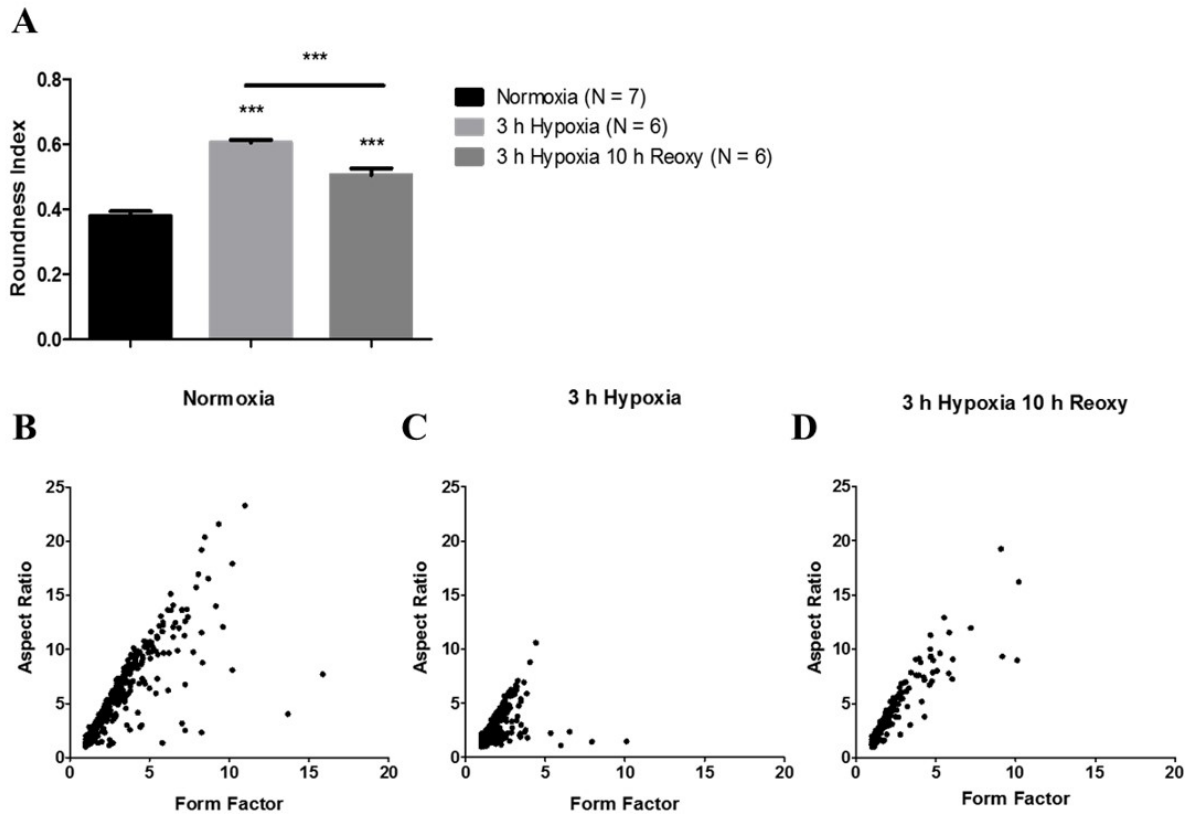 A
***
0.8
***
***
0.6
0.4
0.2
0.0
Roundness Index
Normoxia (N = 7)
3 h Hypoxia (N = 6)
3 h Hypoxia 10 h Reoxy (N = 6)
Normoxia
3 h Hypoxia
3 h Hypoxia 10 h Reoxy
B
25
20
15
10
5
0
Aspect Ratio
0 5 10 15 20
Form Factor
C
25
20
15
10
5
0
Aspect Ratio
0 5 10 15 20
Form Factor
D
25
20
15
10
5
0
Aspect Ratio
0 5 10 15 20
Form Factor